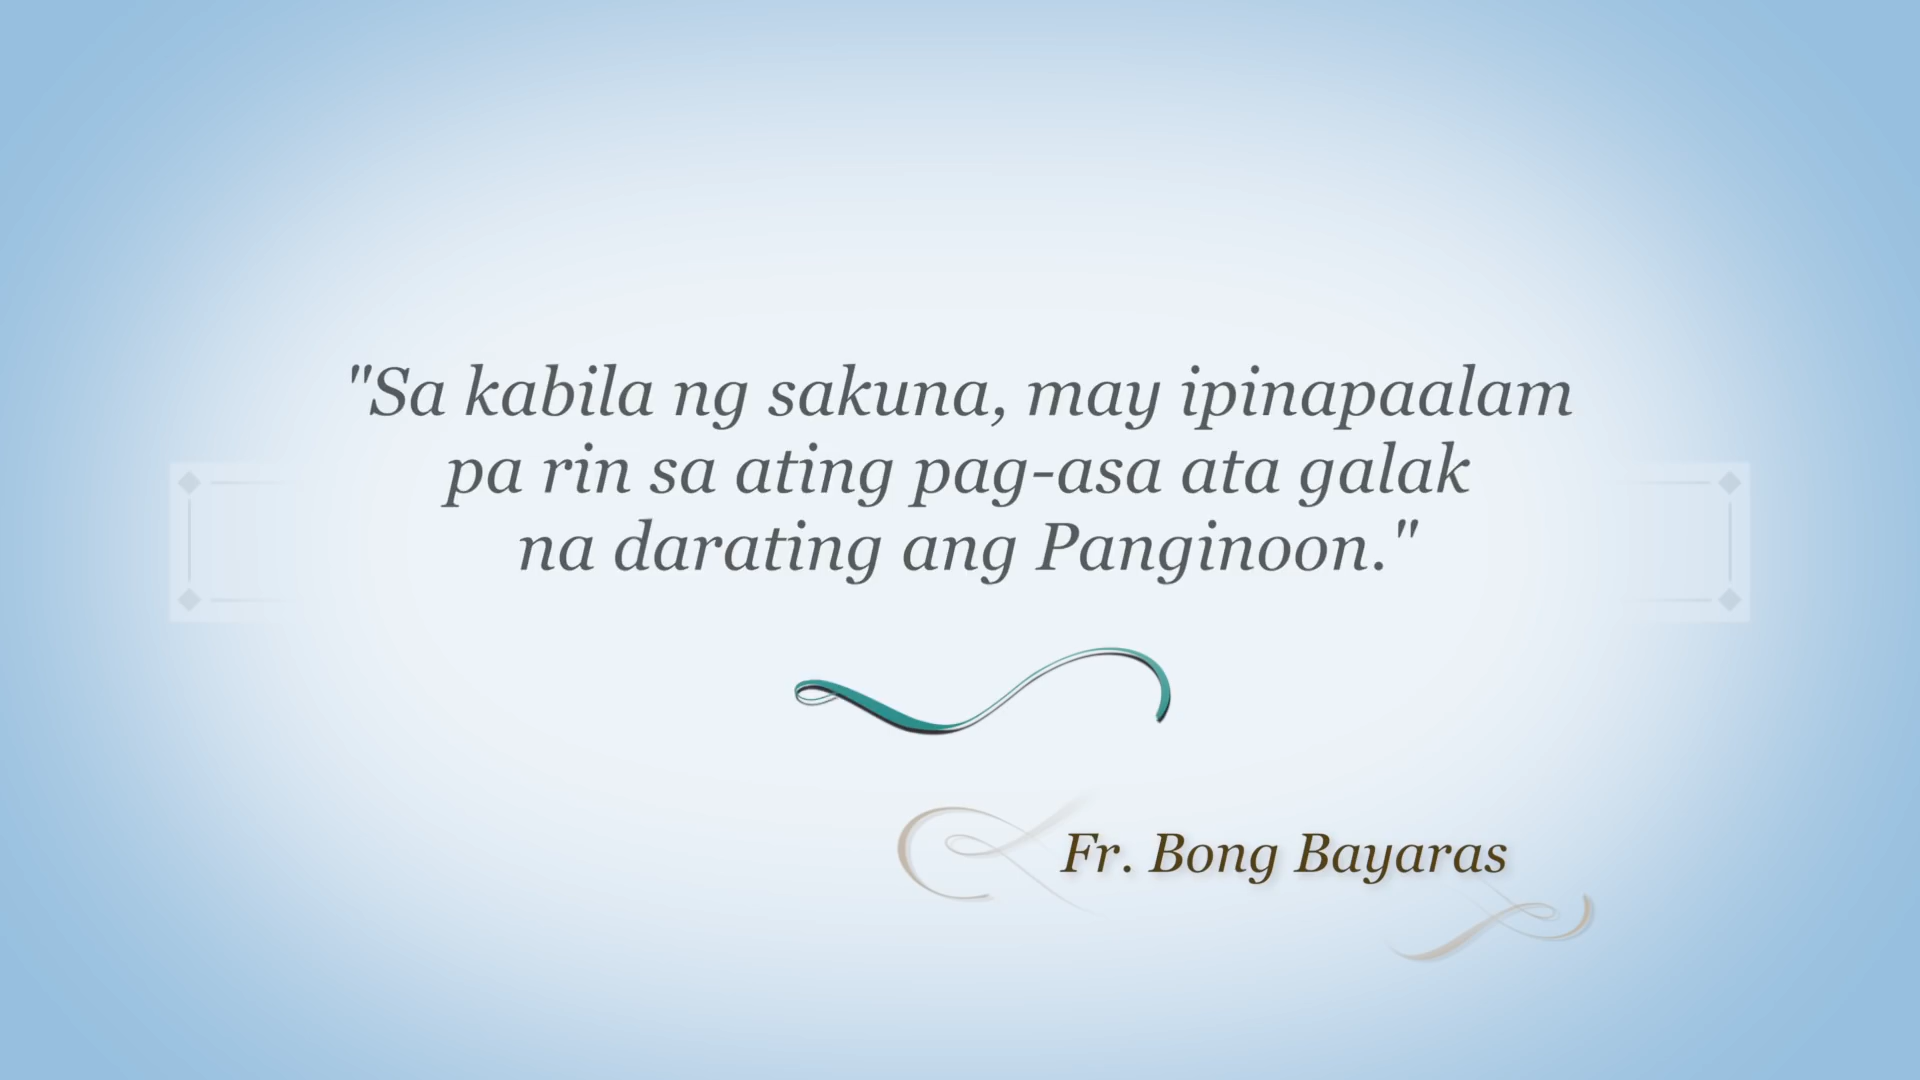 "Sa kabila ng sakuna, may ipinapaalam
pa rin sa ating pag-asa ata galak
na darating ang Panginoon."
Fr. Bong Bayaras